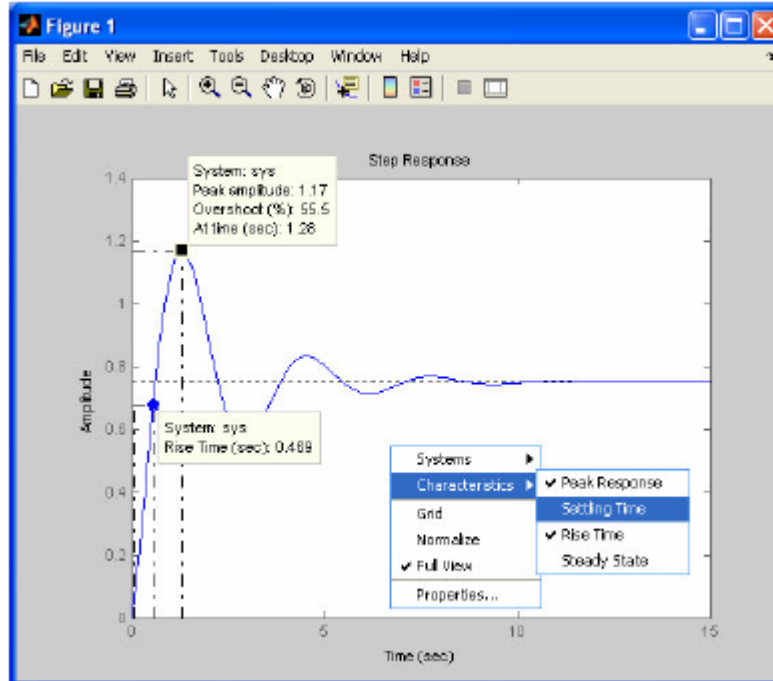 Figure 1
File Edit View Insert Tools Desktop Window Help
Step Response
System: sys
Peak amplitude: 1.17
Overshoot (%): 55.5
At time (sec): 1.28
1.4
1.2
1
0.8
0.6
0.4
0.2
0
Amplitude
System: sys
Rise Time (sec): 0.469
Systems
Characteristics
Grid
Normalize
Full View
Properties...
Peak Response
Settling Time
Rise Time
Steady State
0 5 10 15
Time (sec)